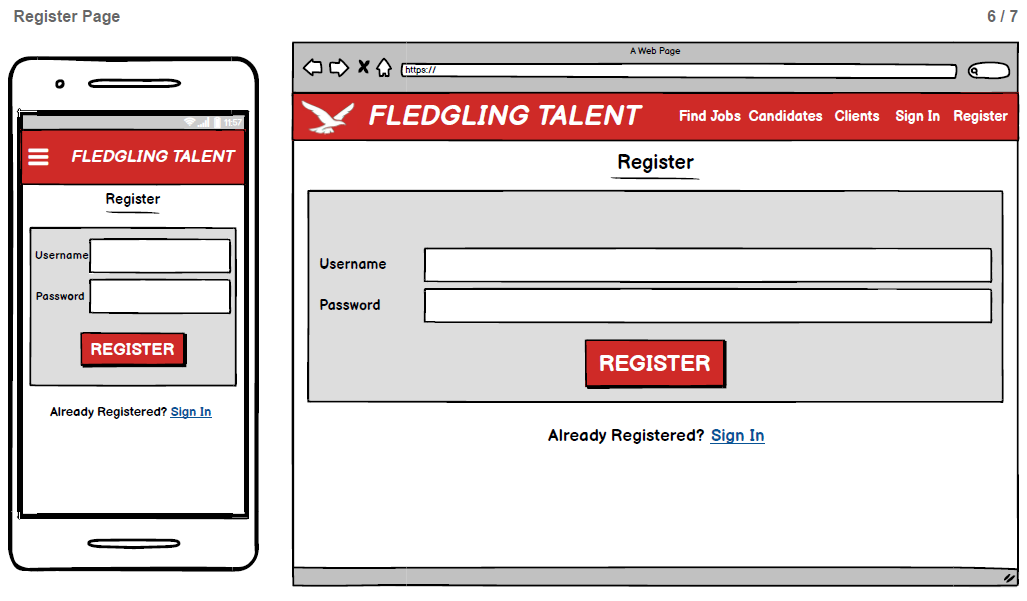 Register Page
6 / 7
11:57
FLEDGLING TALENT
Register
Username
Password
REGISTER
Already Registered? Sign In
A Web Page
https://
FLEDGLING TALENT
Find Jobs Candidates Clients Sign In Register
Register
Username
Password
REGISTER
Already Registered? Sign In